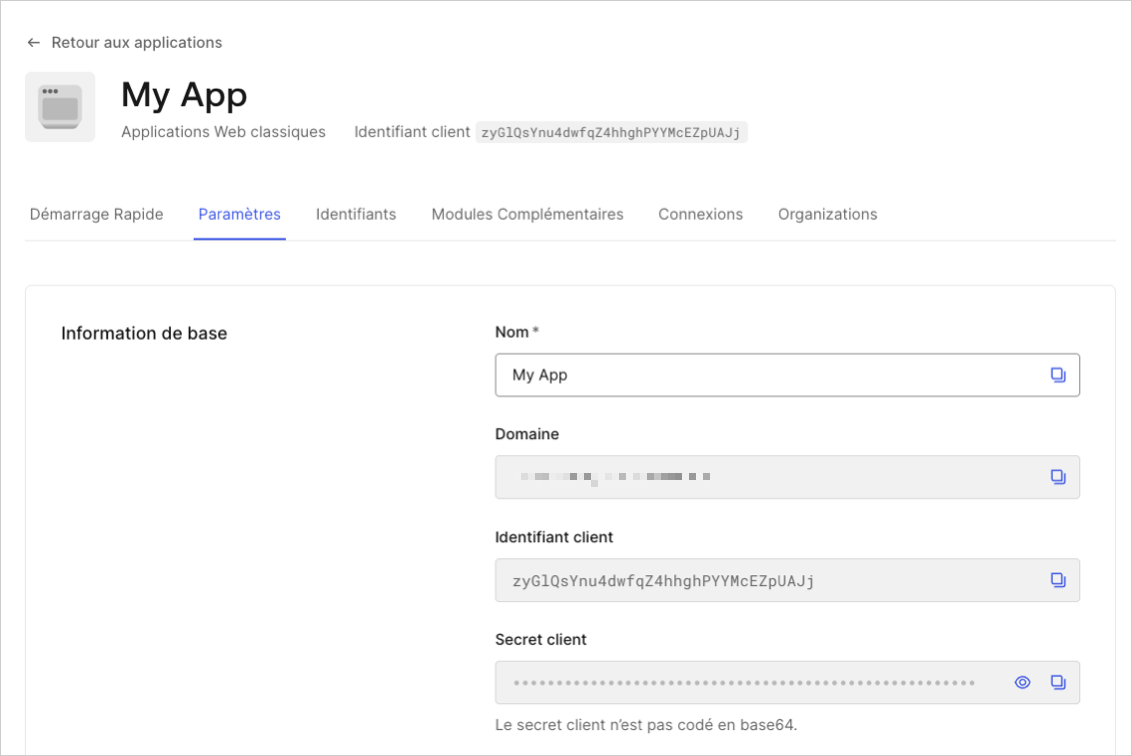 ← Retour aux applications
My App
Applications Web classiques Identifiant client zyGlQsYnu4dwfqZ4hhghPYYMcEZpUAJj
Démarrage Rapide Paramètres Identifiants Modules Complémentaires Connexions Organizations
Information de base
Nom *
My App
Domaine
Identifiant client
zyGlQsYnu4dwfqZ4hhghPYYMcEZpUAJj
Secret client
Le secret client n’est pas codé en base64.